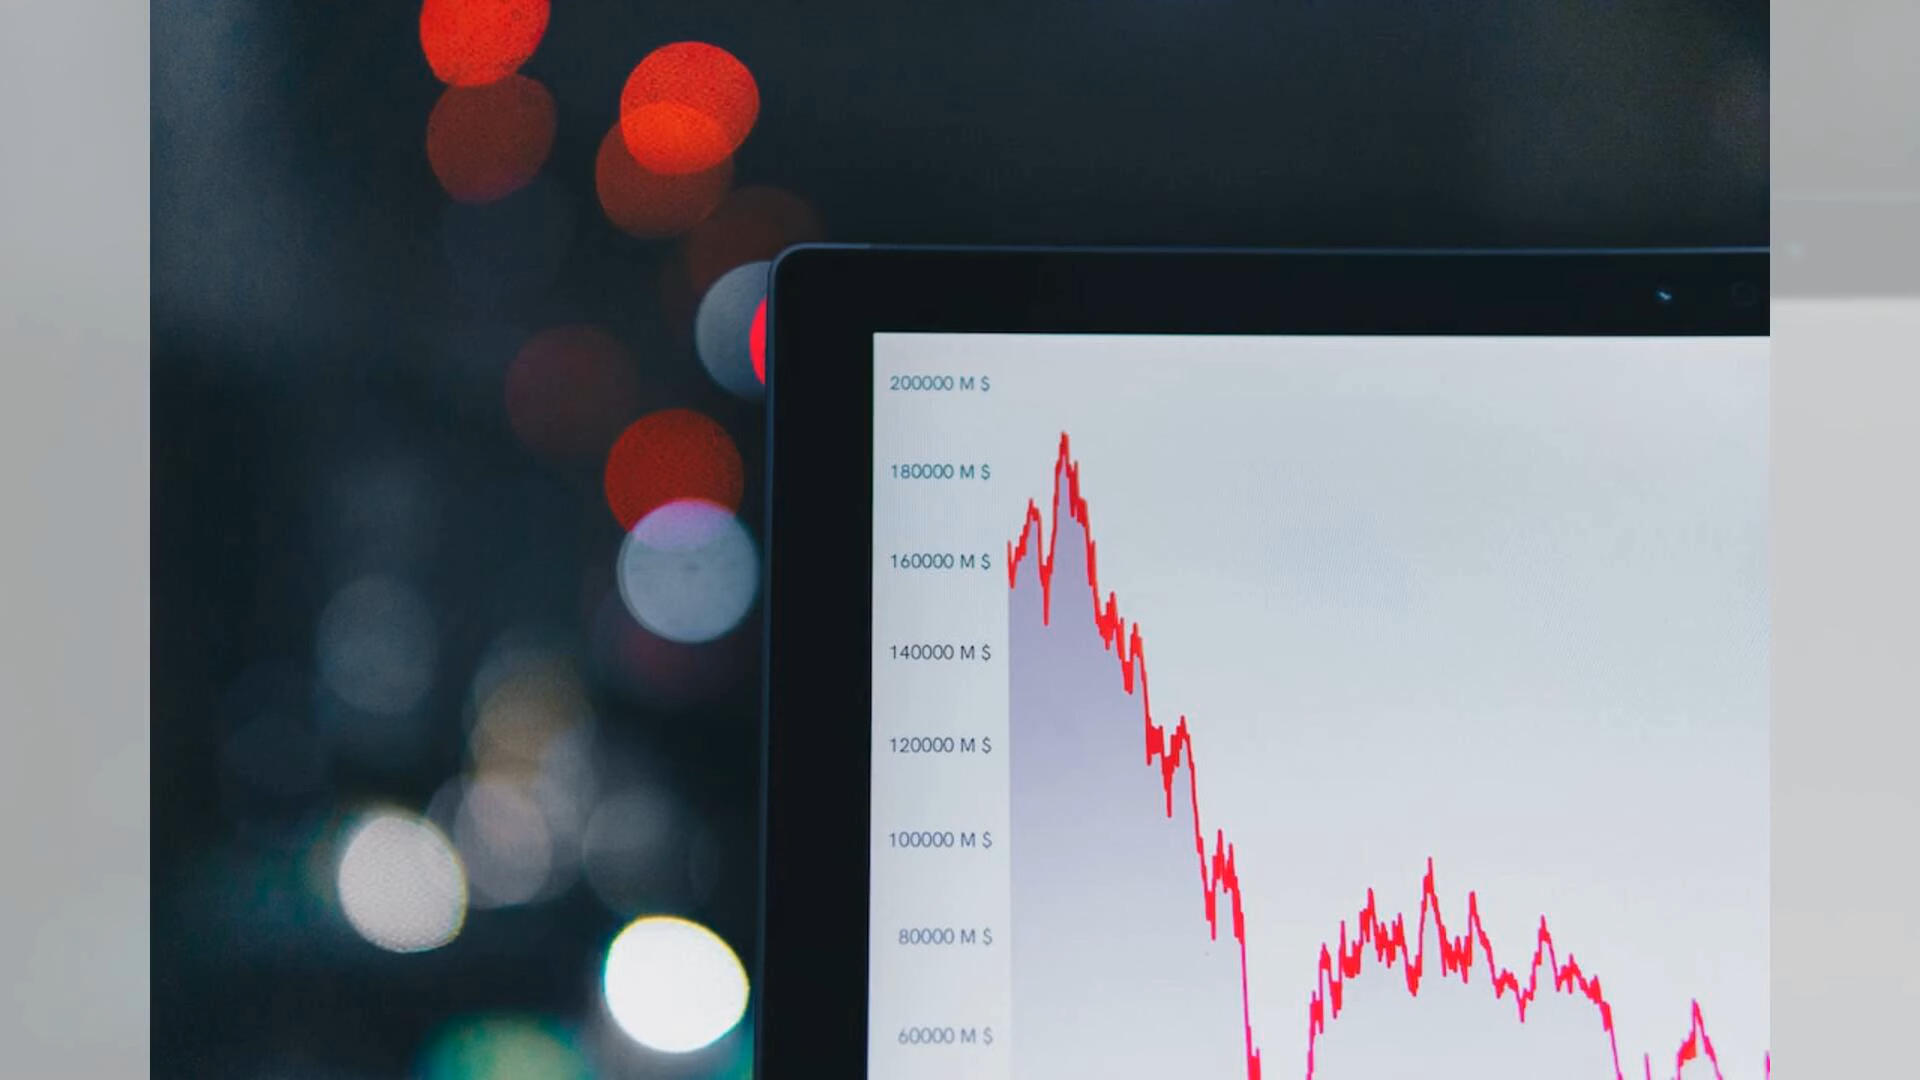 200000 M $
180000 M $
160000 M $
140000 M $
120000 M $
100000 M $
80000 M $
60000 M $